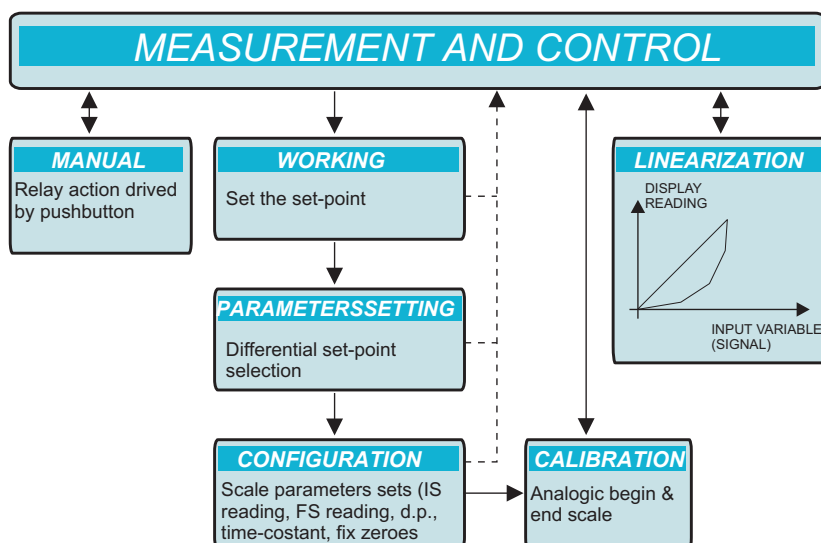 MEASUREMENT AND CONTROL
MANUAL
Relay action drived
by pushbutton
WORKING
Set the set-point
PARAMETERSSETTING
Differential set-point
selection
CONFIGURATION
Scale parameters sets (IS
reading, FS reading, d.p.,
time-costant, fix zeroes
CALIBRATION
Analogic begin &
end scale
LINEARIZATION
DISPLAY
READING
INPUT VARIABLE
(SIGNAL)